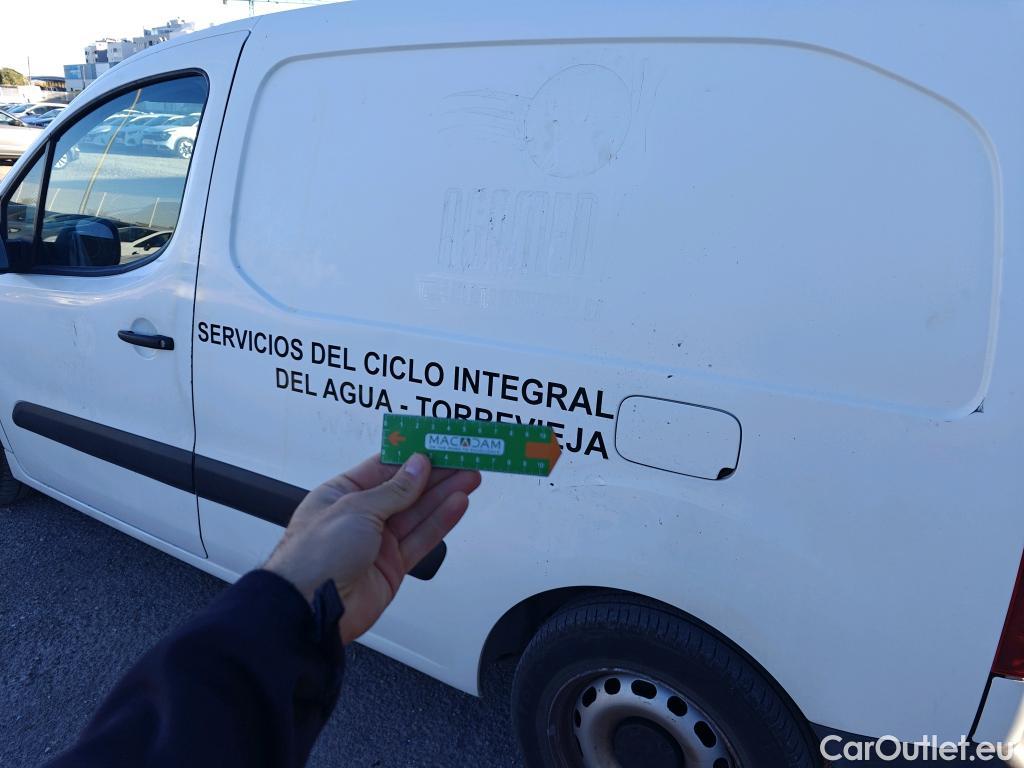 SERVICIOS DEL CICLO INTEGRAL
DEL AGUA - TORREVIEJA
MACADAM
CarOutlet.eu